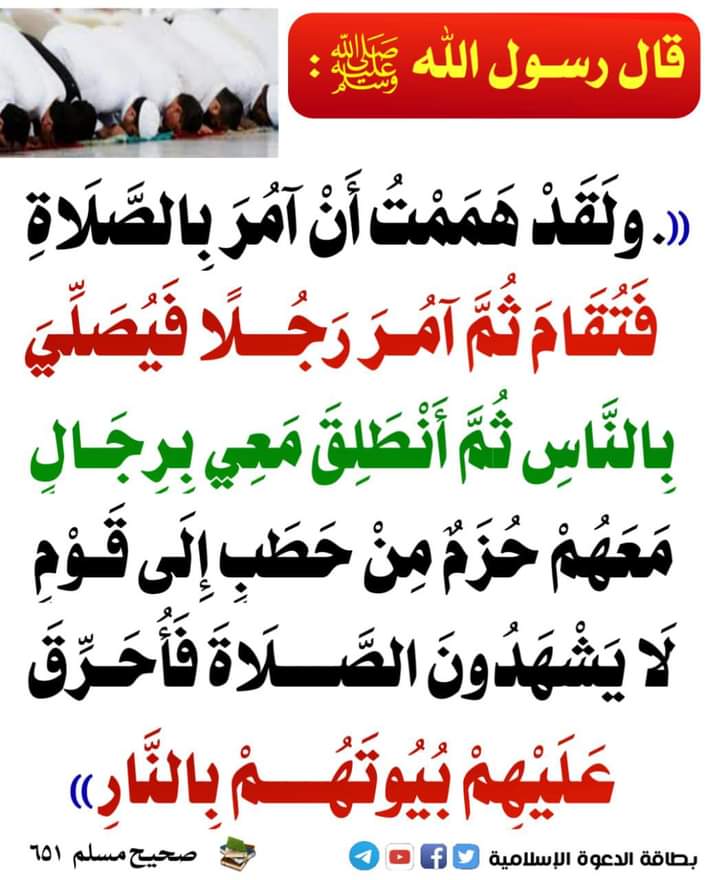 قال رسول الله ﷺ :
((. ولَقَدْ هَمَمْتُ أَنْ آمُرَ بِالصَّلَاةِ
فَتُقَامَ ثُمَّ آمُرَ رَجُلًا فَيُصَلِّيَ
بِالنَّاسِ ثُمَّ أَنْطَلِقَ مَعِي بِرِجَالٍ
مَعَهُمْ حُزَمٌ مِنْ حَطَبٍ إِلَى قَوْمٍ
لَا يَشْهَدُونَ الصَّلَاةَ فَأُحَرِّقَ
عَلَيْهِمْ بُيُوتَهُمْ بِالنَّارِ))
بطاقة الدعوة الإسلامية صحيح مسلم ٦٥١